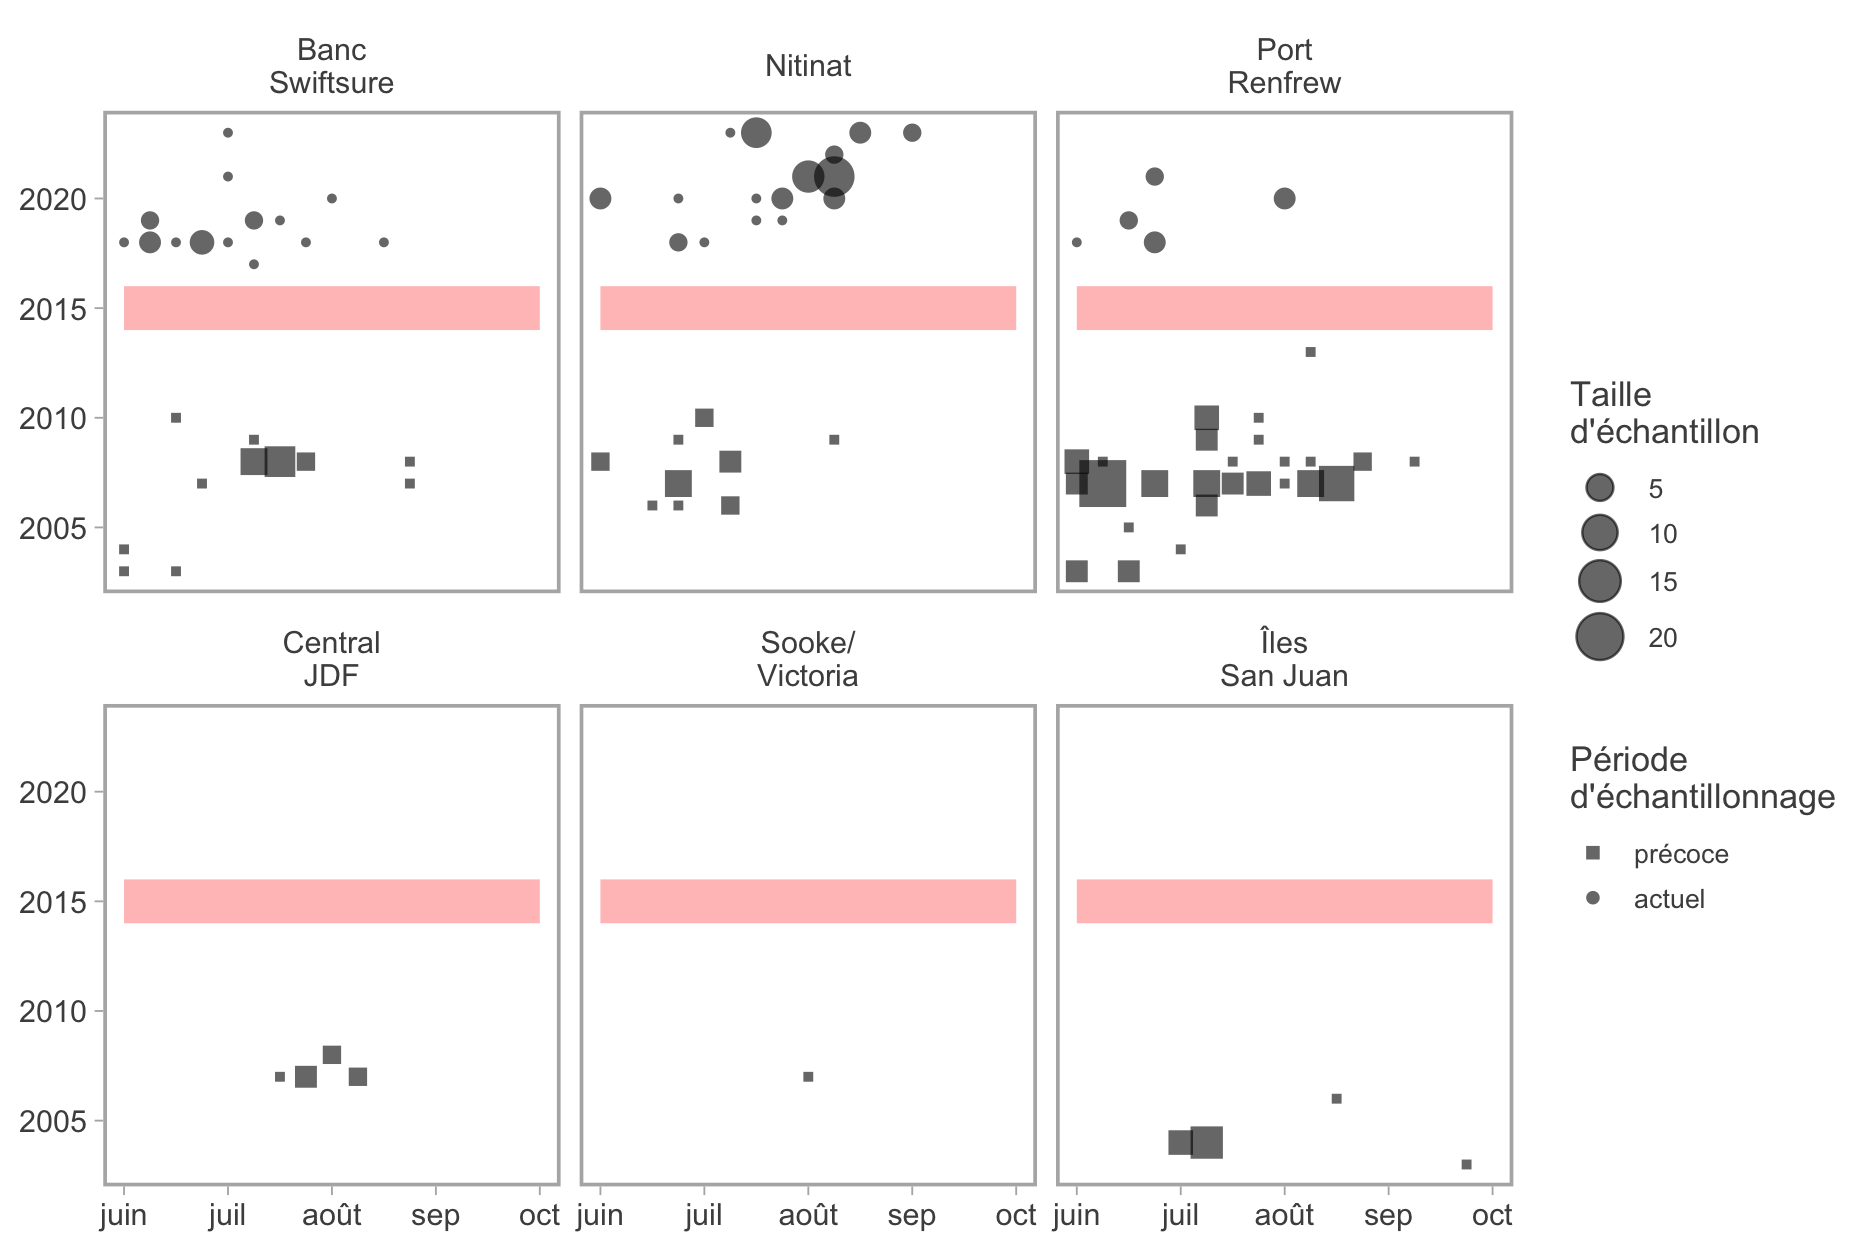 Banc
Swiftsure
Nitinat
Port
Renfrew
2020
2015
2010
2005
Central
JDF
Sooke/
Victoria
Îles
San Juan
2020
2015
2010
2005
juin juil août sep oct
juin juil août sep oct
juin juil août sep oct
Taille
d'échantillon
5
10
15
20
Période
d'échantillonnage
précoce
actuel